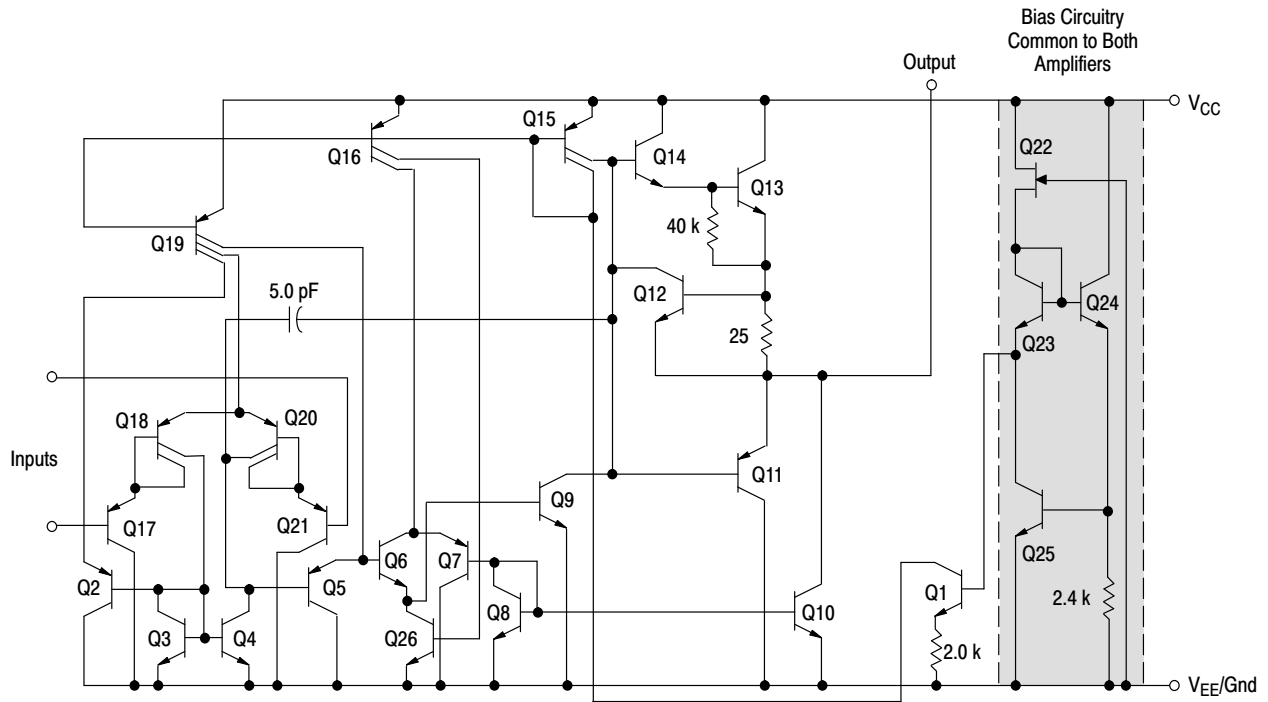 Bias Circuitry
Common to Both
Amplifiers
Output
VCC
Q15
Q22
Q16
Q14
Q13
Q19
40 k
5.0 pF
Q12
Q24
25
Q23
Q18
Q20
Inputs
Q9
Q11
Q17
Q21
Q25
Q6
Q7
Q2
Q5
Q1
Q8
Q10
2.4 k
Q3
Q4
Q26
2.0 k
VEE/Gnd